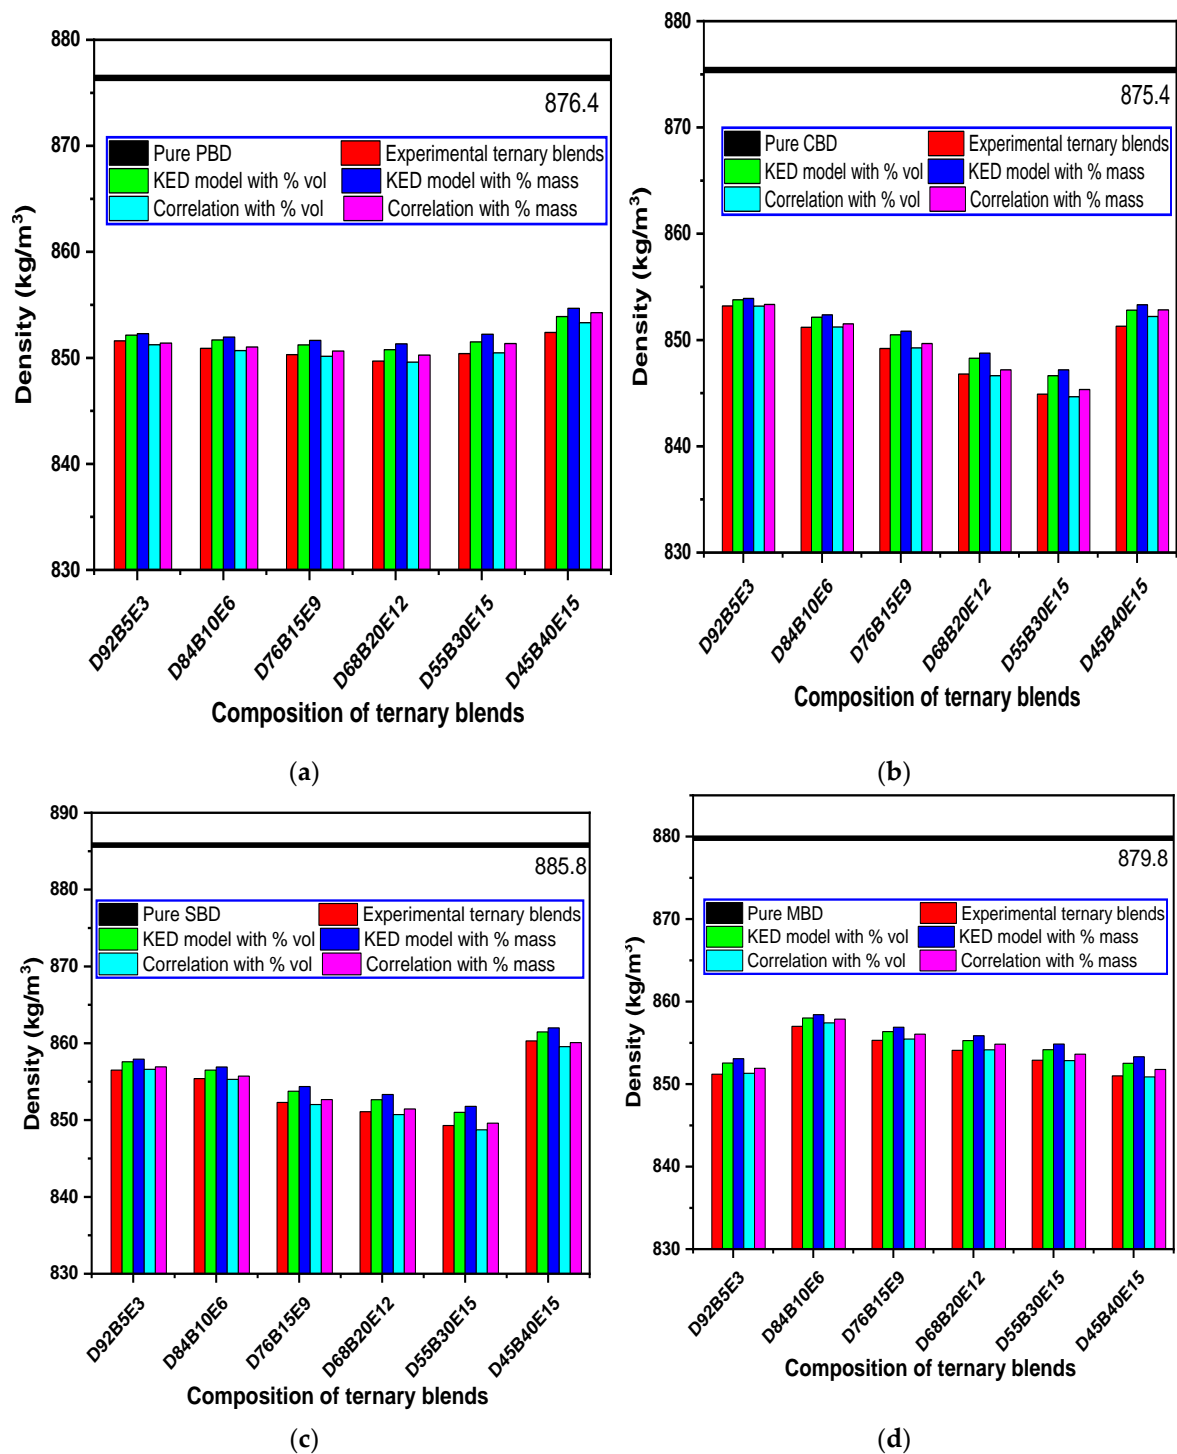 880
870
860
850
840
830
Density (kg/m³)
876.4
Pure PBD
Experimental ternary blends
KED model with % vol
KED model with % mass
Correlation with % vol
Correlation with % mass
D92B5E3
D84B10E6
D76B15E9
D68B20E12
D55B30E15
D45B40E15
Composition of ternary blends
(a)
880
870
860
850
840
830
Density (kg/m³)
875.4
Pure CBD
Experimental ternary blends
KED model with % vol
KED model with % mass
Correlation with % vol
Correlation with % mass
D92B5E3
D84B10E6
D76B15E9
D68B20E12
D55B30E15
D45B40E15
Composition of ternary blends
(b)
890
880
870
860
850
840
830
Density (kg/m³)
885.8
Pure SBD
Experimental ternary blends
KED model with % vol
KED model with % mass
Correlation with % vol
Correlation with % mass
D92B5E3
D84B10E6
D76B15E9
D68B20E12
D55B30E15
D45B40E15
Composition of ternary blends
(c)
880
870
860
850
840
830
Density (kg/m³)
879.8
Pure MBD
Experimental ternary blends
KED model with % vol
KED model with % mass
Correlation with % vol
Correlation with % mass
D92B5E3
D84B10E6
D76B15E9
D68B20E12
D55B30E15
D45B40E15
Composition of ternary blends
(d)